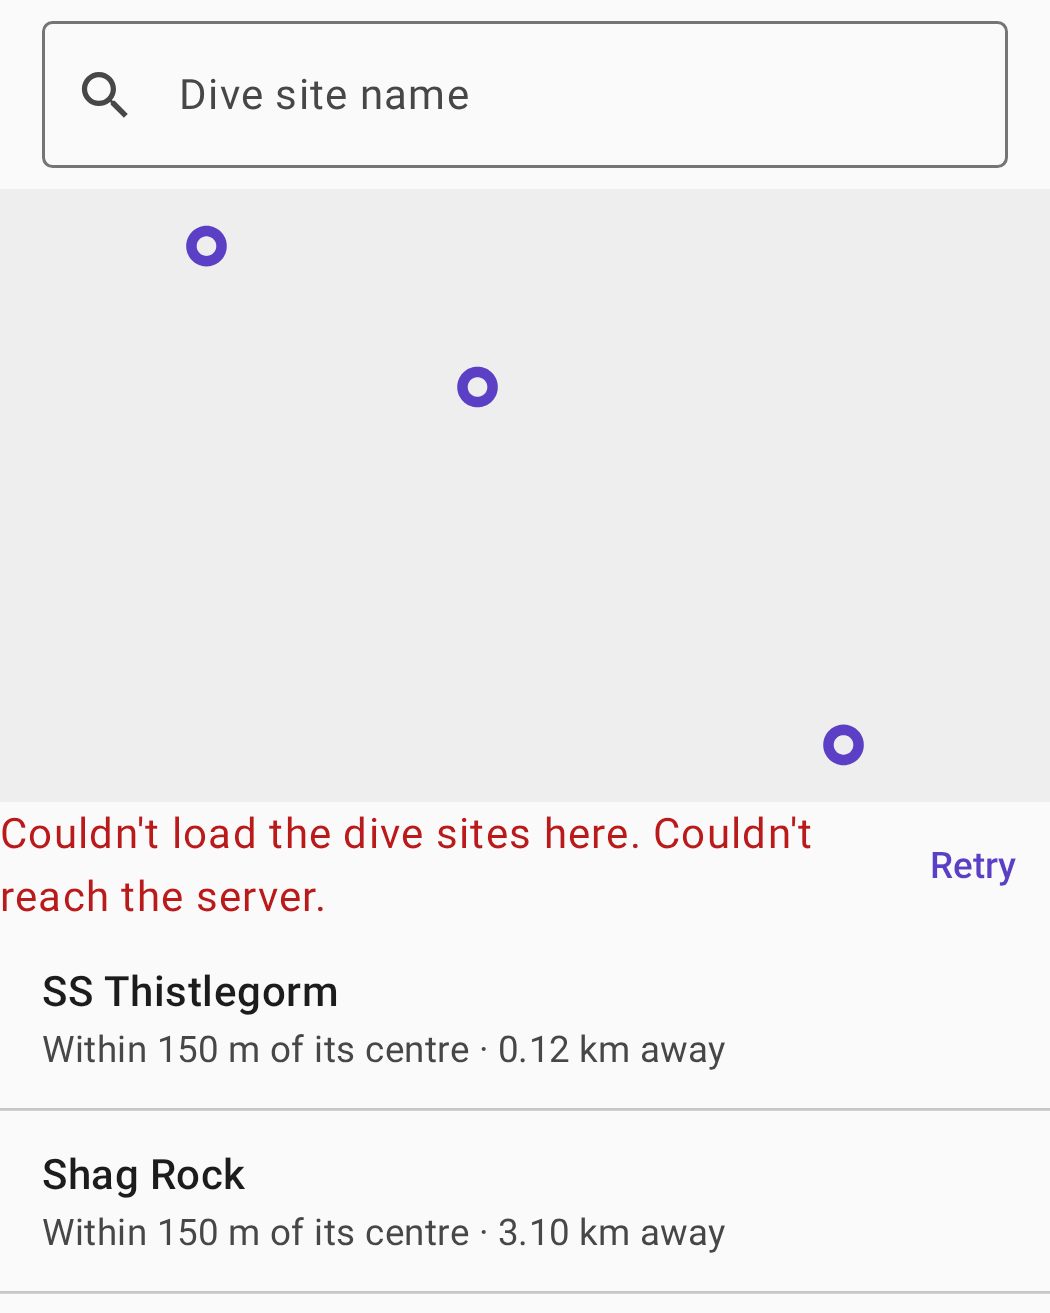 Dive site name
Couldn't load the dive sites here. Couldn't
reach the server.
Retry
SS Thistlegorm
Within 150 m of its centre · 0.12 km away
Shag Rock
Within 150 m of its centre · 3.10 km away